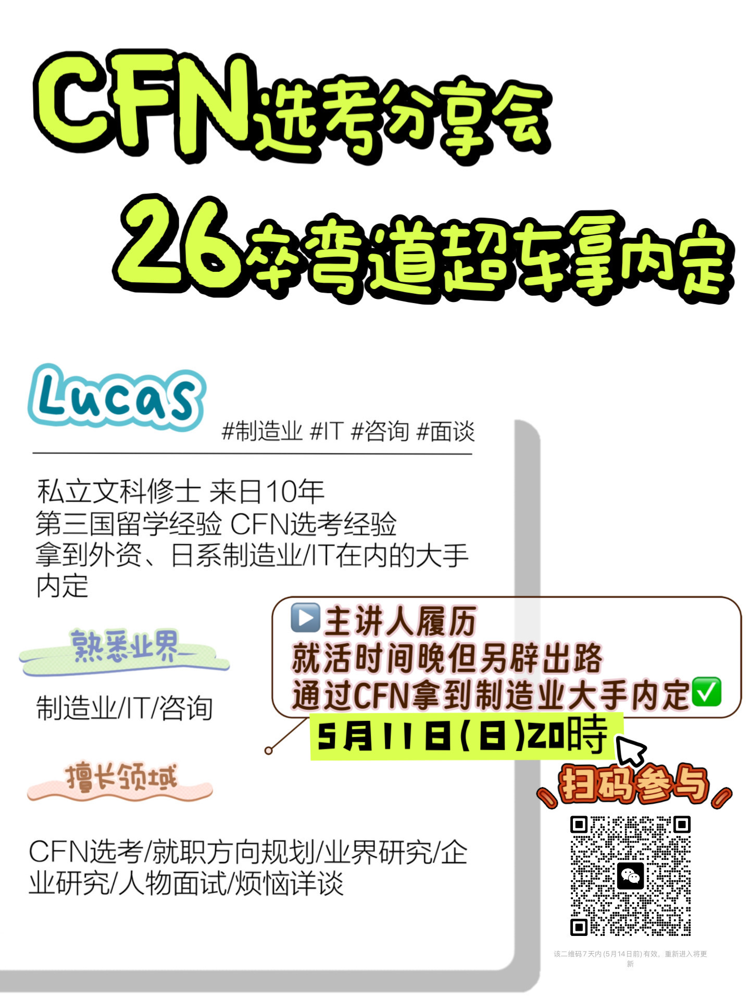 CFN选考分享会
26卒弯道超车拿内定
Lucas
#制造业 #IT #咨询 #面谈
私立文科修士 来日10年
第三国留学经验 CFN选考经验
拿到外资、日系制造业/IT在内的大手
内定
▶️主讲人履历
就活时间晚但另辟出路
通过CFN拿到制造业大手内定✅
5月11日(日)20時
熟悉业界
制造业/IT/咨询
擅长领域
CFN选考/就职方向规划/业界研究/企
业研究/人物面试/烦恼详谈
扫码参与
该二维码7天内(5月14日前)有效，重新进入将更
新